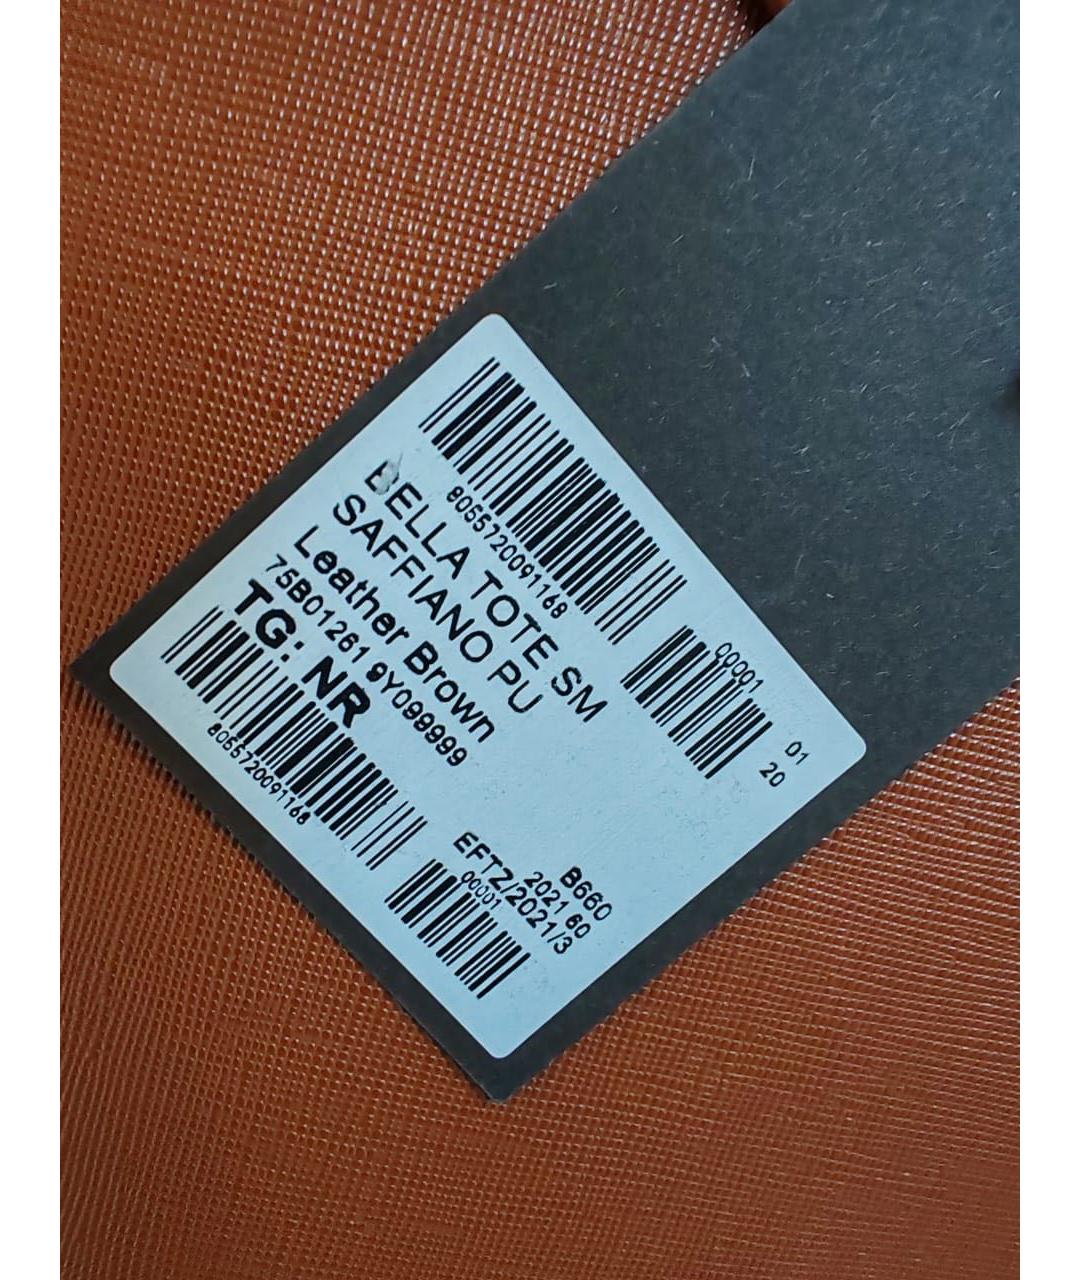 8055720091168
00001
01
20
BELLA TOTE SM
SAFFIANO PU
Leather Brown
75B01261 9Y099999
TG: NR
B660
2021 60
EFTZ/2021/3
00001
8055720091168